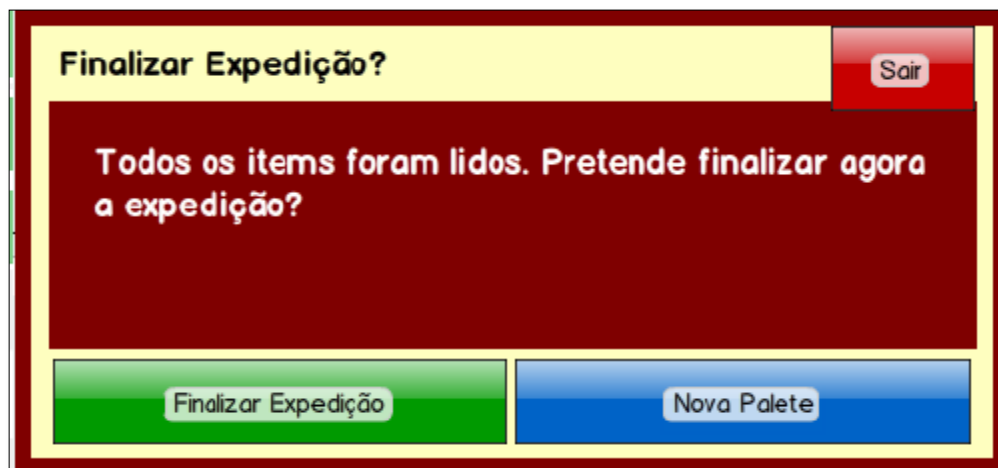 Finalizar Expedição?
Sair
Todos os items foram lidos. Pretende finalizar agora
a expedição?
Finalizar Expedição
Nova Palete